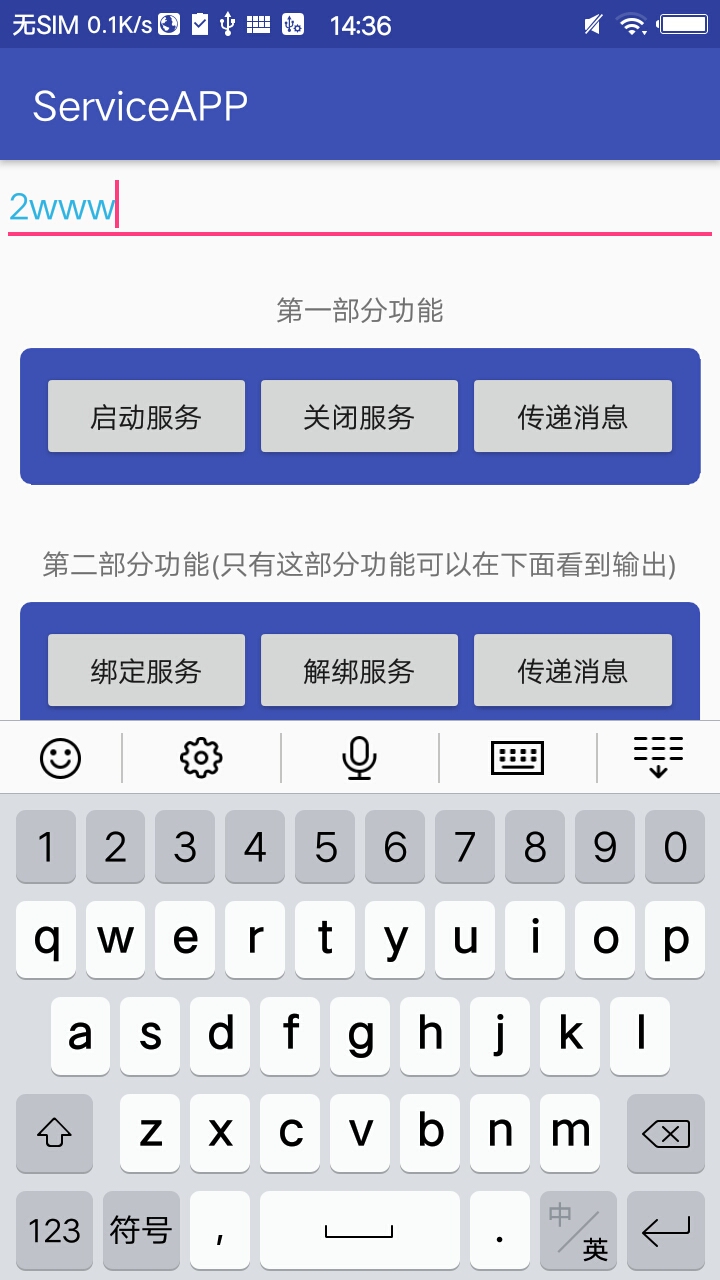 无SIM 0.1K/s 14:36
ServiceAPP
2www
第一部分功能
启动服务 关闭服务 传递消息
第二部分功能(只有这部分功能可以在下面看到输出)
绑定服务 解绑服务 传递消息
1 2 3 4 5 6 7 8 9 0
q w e r t y u i o p
a s d f g h j k l
z x c v b n m
123 符号 , . 中/英